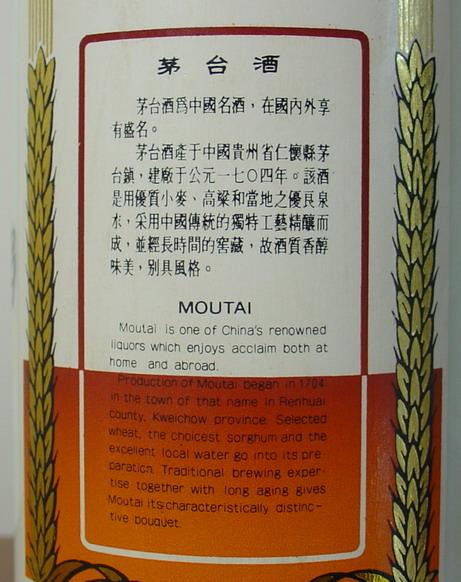 茅台酒
茅台酒爲中國名酒，在國內外享
有盛名。
茅台酒產于中國貴州省仁懷縣茅
台鎮，建廠于公元一七〇四年。該酒
是用優質小麥、高粱和當地之優良泉
水，采用中國傳統的獨特工藝精釀而
成，並經長時間的窖藏，故酒質香醇
味美，别具風格。
MOUTAI
Moutai is one of China's renowned
liquors which enjoys acclaim both at
home and abroad.
Production of Moutai began in 1704
in the town of that name in Renhuai
county, Kweichow province. Selected
wheat, the choicest sorghum and the
excellent local water go into its pre-
paration. Traditional brewing exper-
tise together with long aging gives
Moutai its characteristically distinc-
tive bouquet.